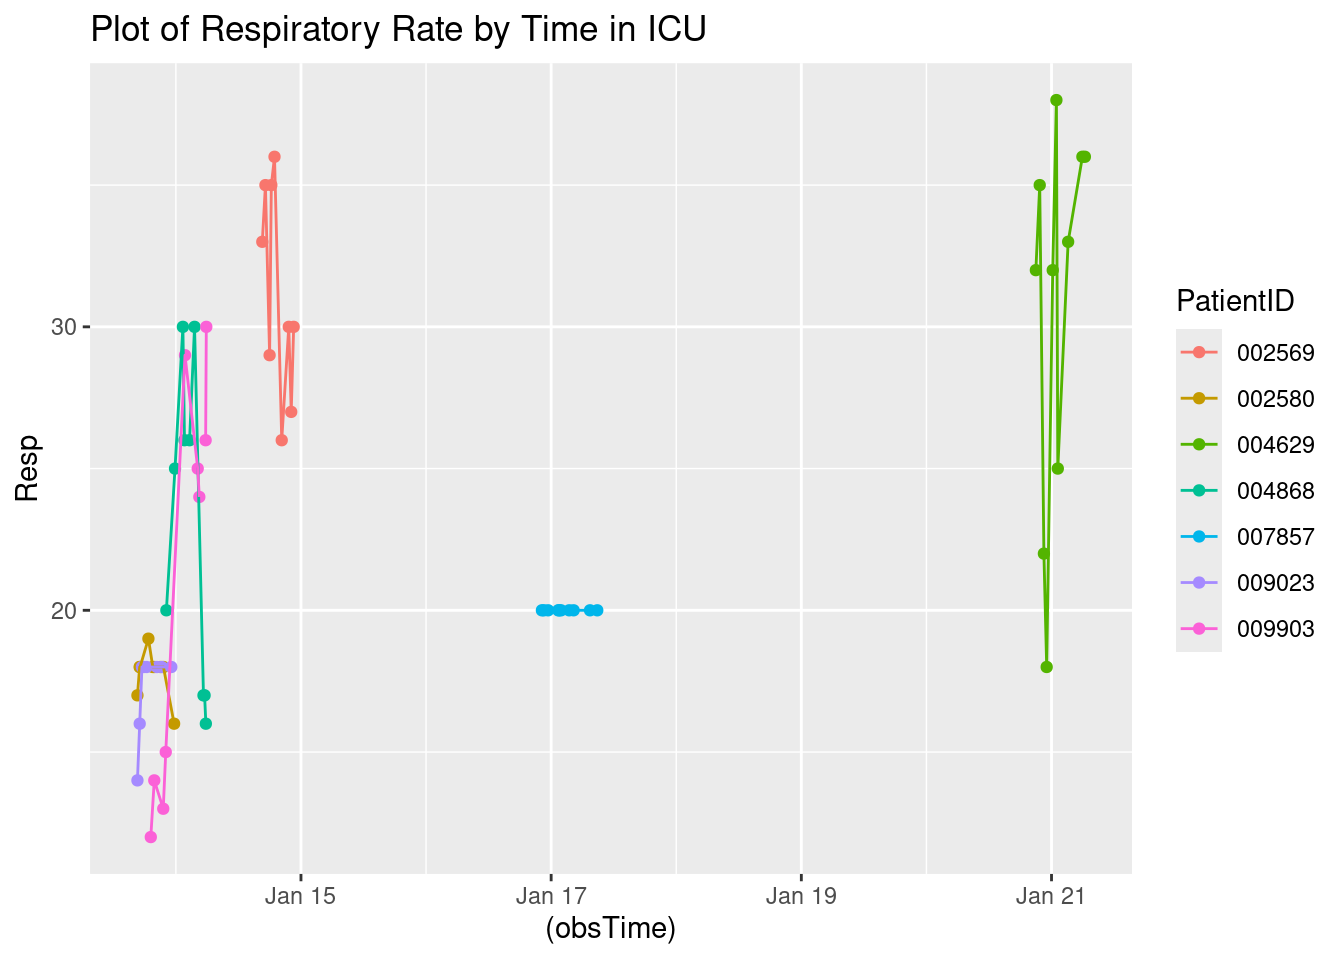 Plot of Respiratory Rate by Time in ICU
Resp
30
20
Jan 15
Jan 17
Jan 19
Jan 21
(obsTime)
PatientID
002569
002580
004629
004868
007857
009023
009903